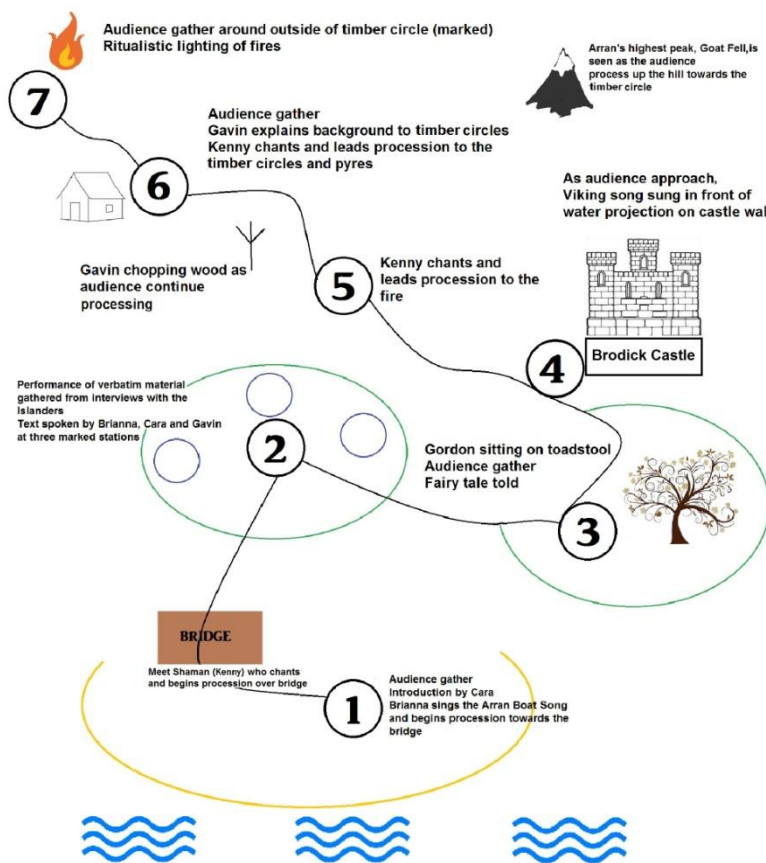 Audience gather around outside of timber circle (marked)
Ritualistic lighting of fires
Arran's highest peak, Goat Fell,is
seen as the audience
process up the hill towards the
timber circle
7
Audience gather
Gavin explains background to timber circles
Kenny chants and leads procession to the
timber circles and pyres
6
As audience approach,
Viking song sung in front of
water projection on castle wal
Gavin chopping wood as
audience continue
processing
5
Kenny chants and
leads procession to the
fire
4
Brodick Castle
Performance of verbatim material
gathered from interviews with the
Islanders
Text spoken by Brianna, Cara and Gavin
at three marked stations
2
Gordon sitting on toadstool
Audience gather
Fairy tale told
3
BRIDGE
Meet Shaman (Kenny) who chants
and begins procession over bridge
1
Audience gather
Introduction by Cara
Brianna sings the Arran Boat Song
and begins procession towards the
bridge